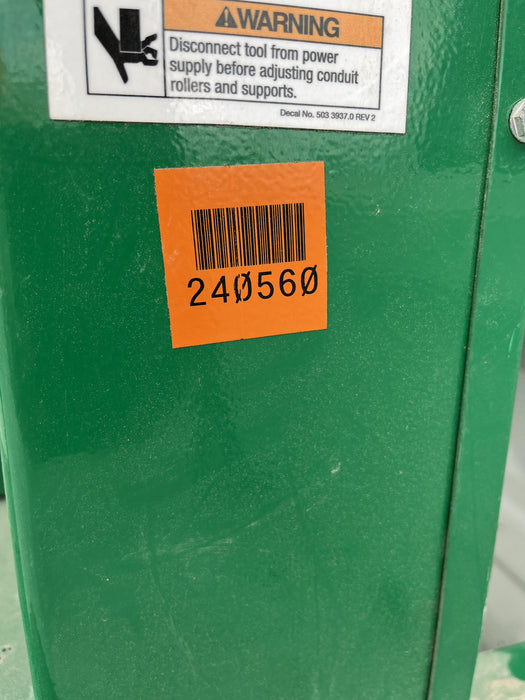 ⚠WARNING
Disconnect tool from power
supply before adjusting conduit
rollers and supports.
Decal No. 503 3937.0 REV 2
240560